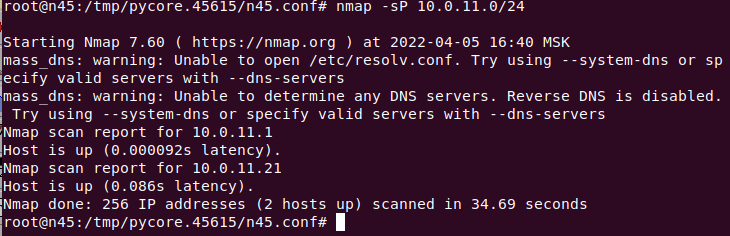 root@n45:/tmp/pycore.45615/n45.conf# nmap -sP 10.0.11.0/24
Starting Nmap 7.60 ( https://nmap.org ) at 2022-04-05 16:40 MSK
mass_dns: warning: Unable to open /etc/resolv.conf. Try using --system-dns or sp
ecify valid servers with --dns-servers
mass_dns: warning: Unable to determine any DNS servers. Reverse DNS is disabled.
 Try using --system-dns or specify valid servers with --dns-servers
Nmap scan report for 10.0.11.1
Host is up (0.000092s latency).
Nmap scan report for 10.0.11.21
Host is up (0.086s latency).
Nmap done: 256 IP addresses (2 hosts up) scanned in 34.69 seconds
root@n45:/tmp/pycore.45615/n45.conf#